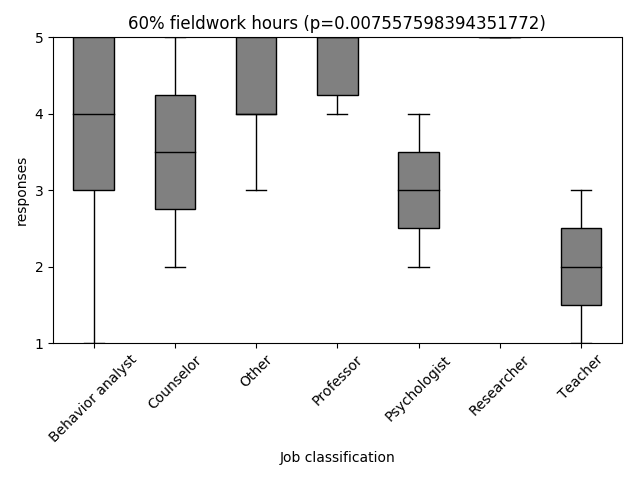 60% fieldwork hours (p=0.007557598394351772)
5
4
3
2
1
responses
Behavior analyst
Counselor
Other
Professor
Psychologist
Researcher
Teacher
Job classification